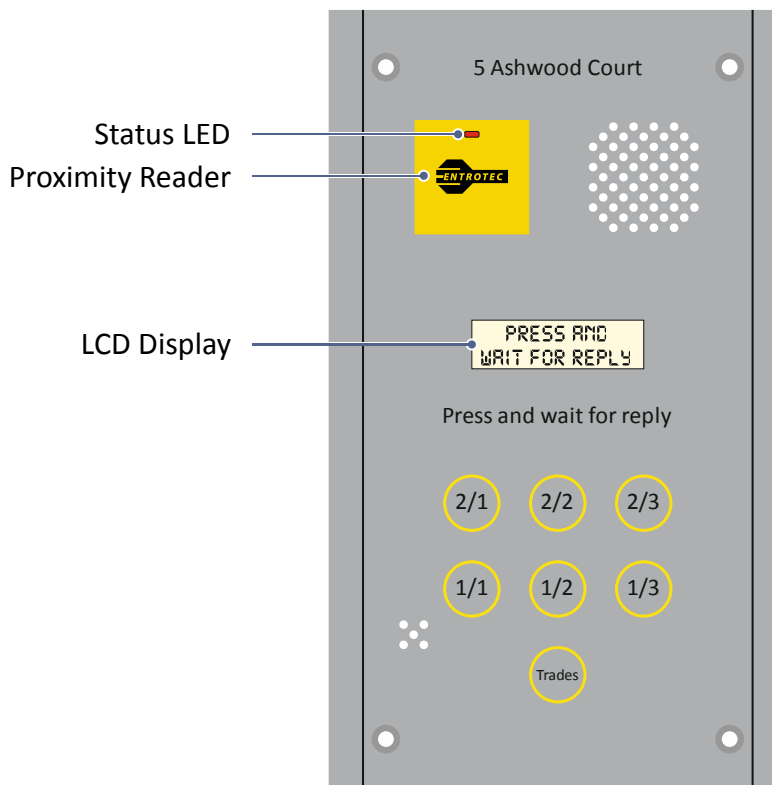 5 Ashwood Court
Status LED
Proximity Reader
ENTROTEC
LCD Display
PRESS AND
WAIT FOR REPLY
Press and wait for reply
2/1 2/2 2/3
1/1 1/2 1/3
Trades